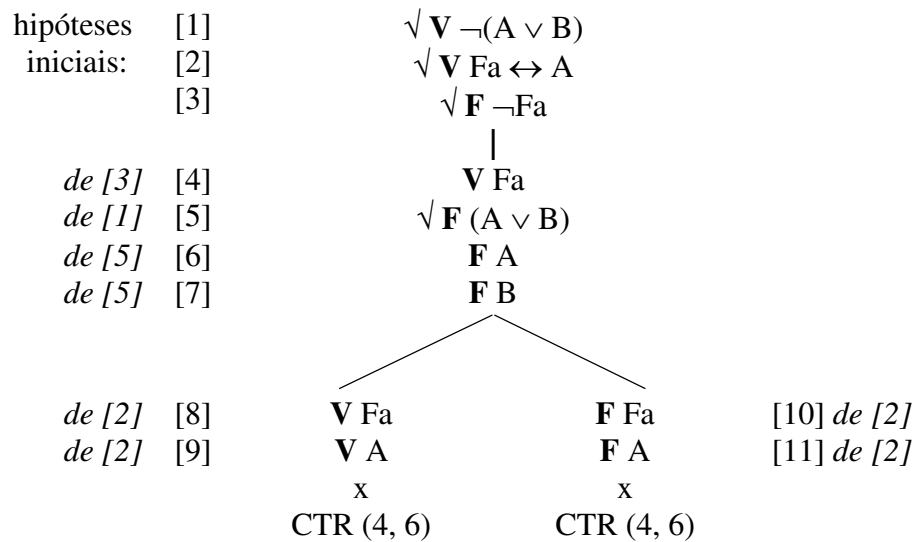 hipóteses [1] √ V ¬(A ∨ B)
iniciais: [2] √ V Fa ↔ A
[3] √ F ¬Fa
de [3] [4] V Fa
de [1] [5] √ F (A ∨ B)
de [5] [6] F A
de [5] [7] F B
de [2] [8] V Fa F Fa [10] de [2]
de [2] [9] V A F A [11] de [2]
x x
CTR (4, 6) CTR (4, 6)